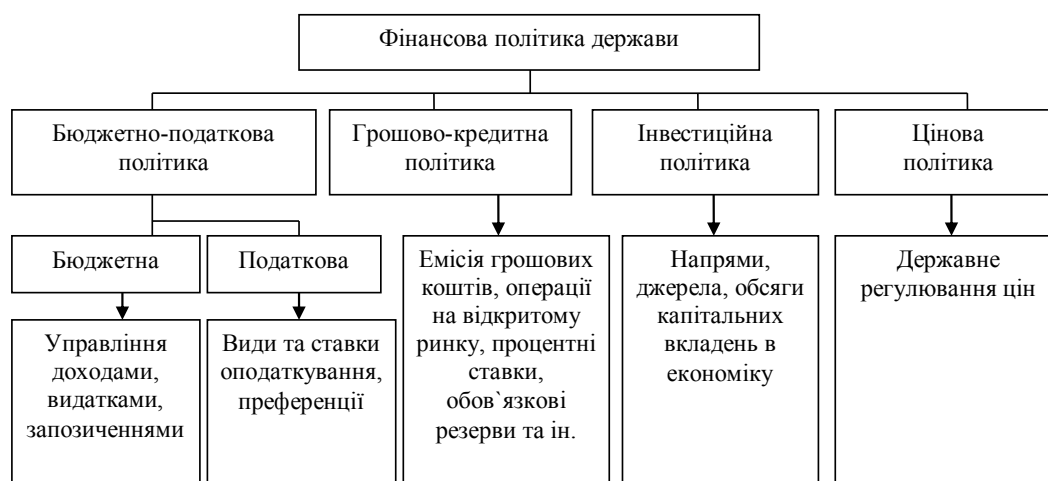 Фінансова політика держави
Бюджетно-податкова
політика
Грошово-кредитна
політика
Інвестиційна
політика
Цінова
політика
Бюджетна
Податкова
Емісія грошових
коштів, операції
на відкритому
ринку, процентні
ставки,
обов`язкові
резерви та ін.
Напрями,
джерела, обсяги
капітальних
вкладень в
економіку
Державне
регулювання цін
Управління
доходами,
видатками,
запозиченнями
Види та ставки
оподаткування,
преференції